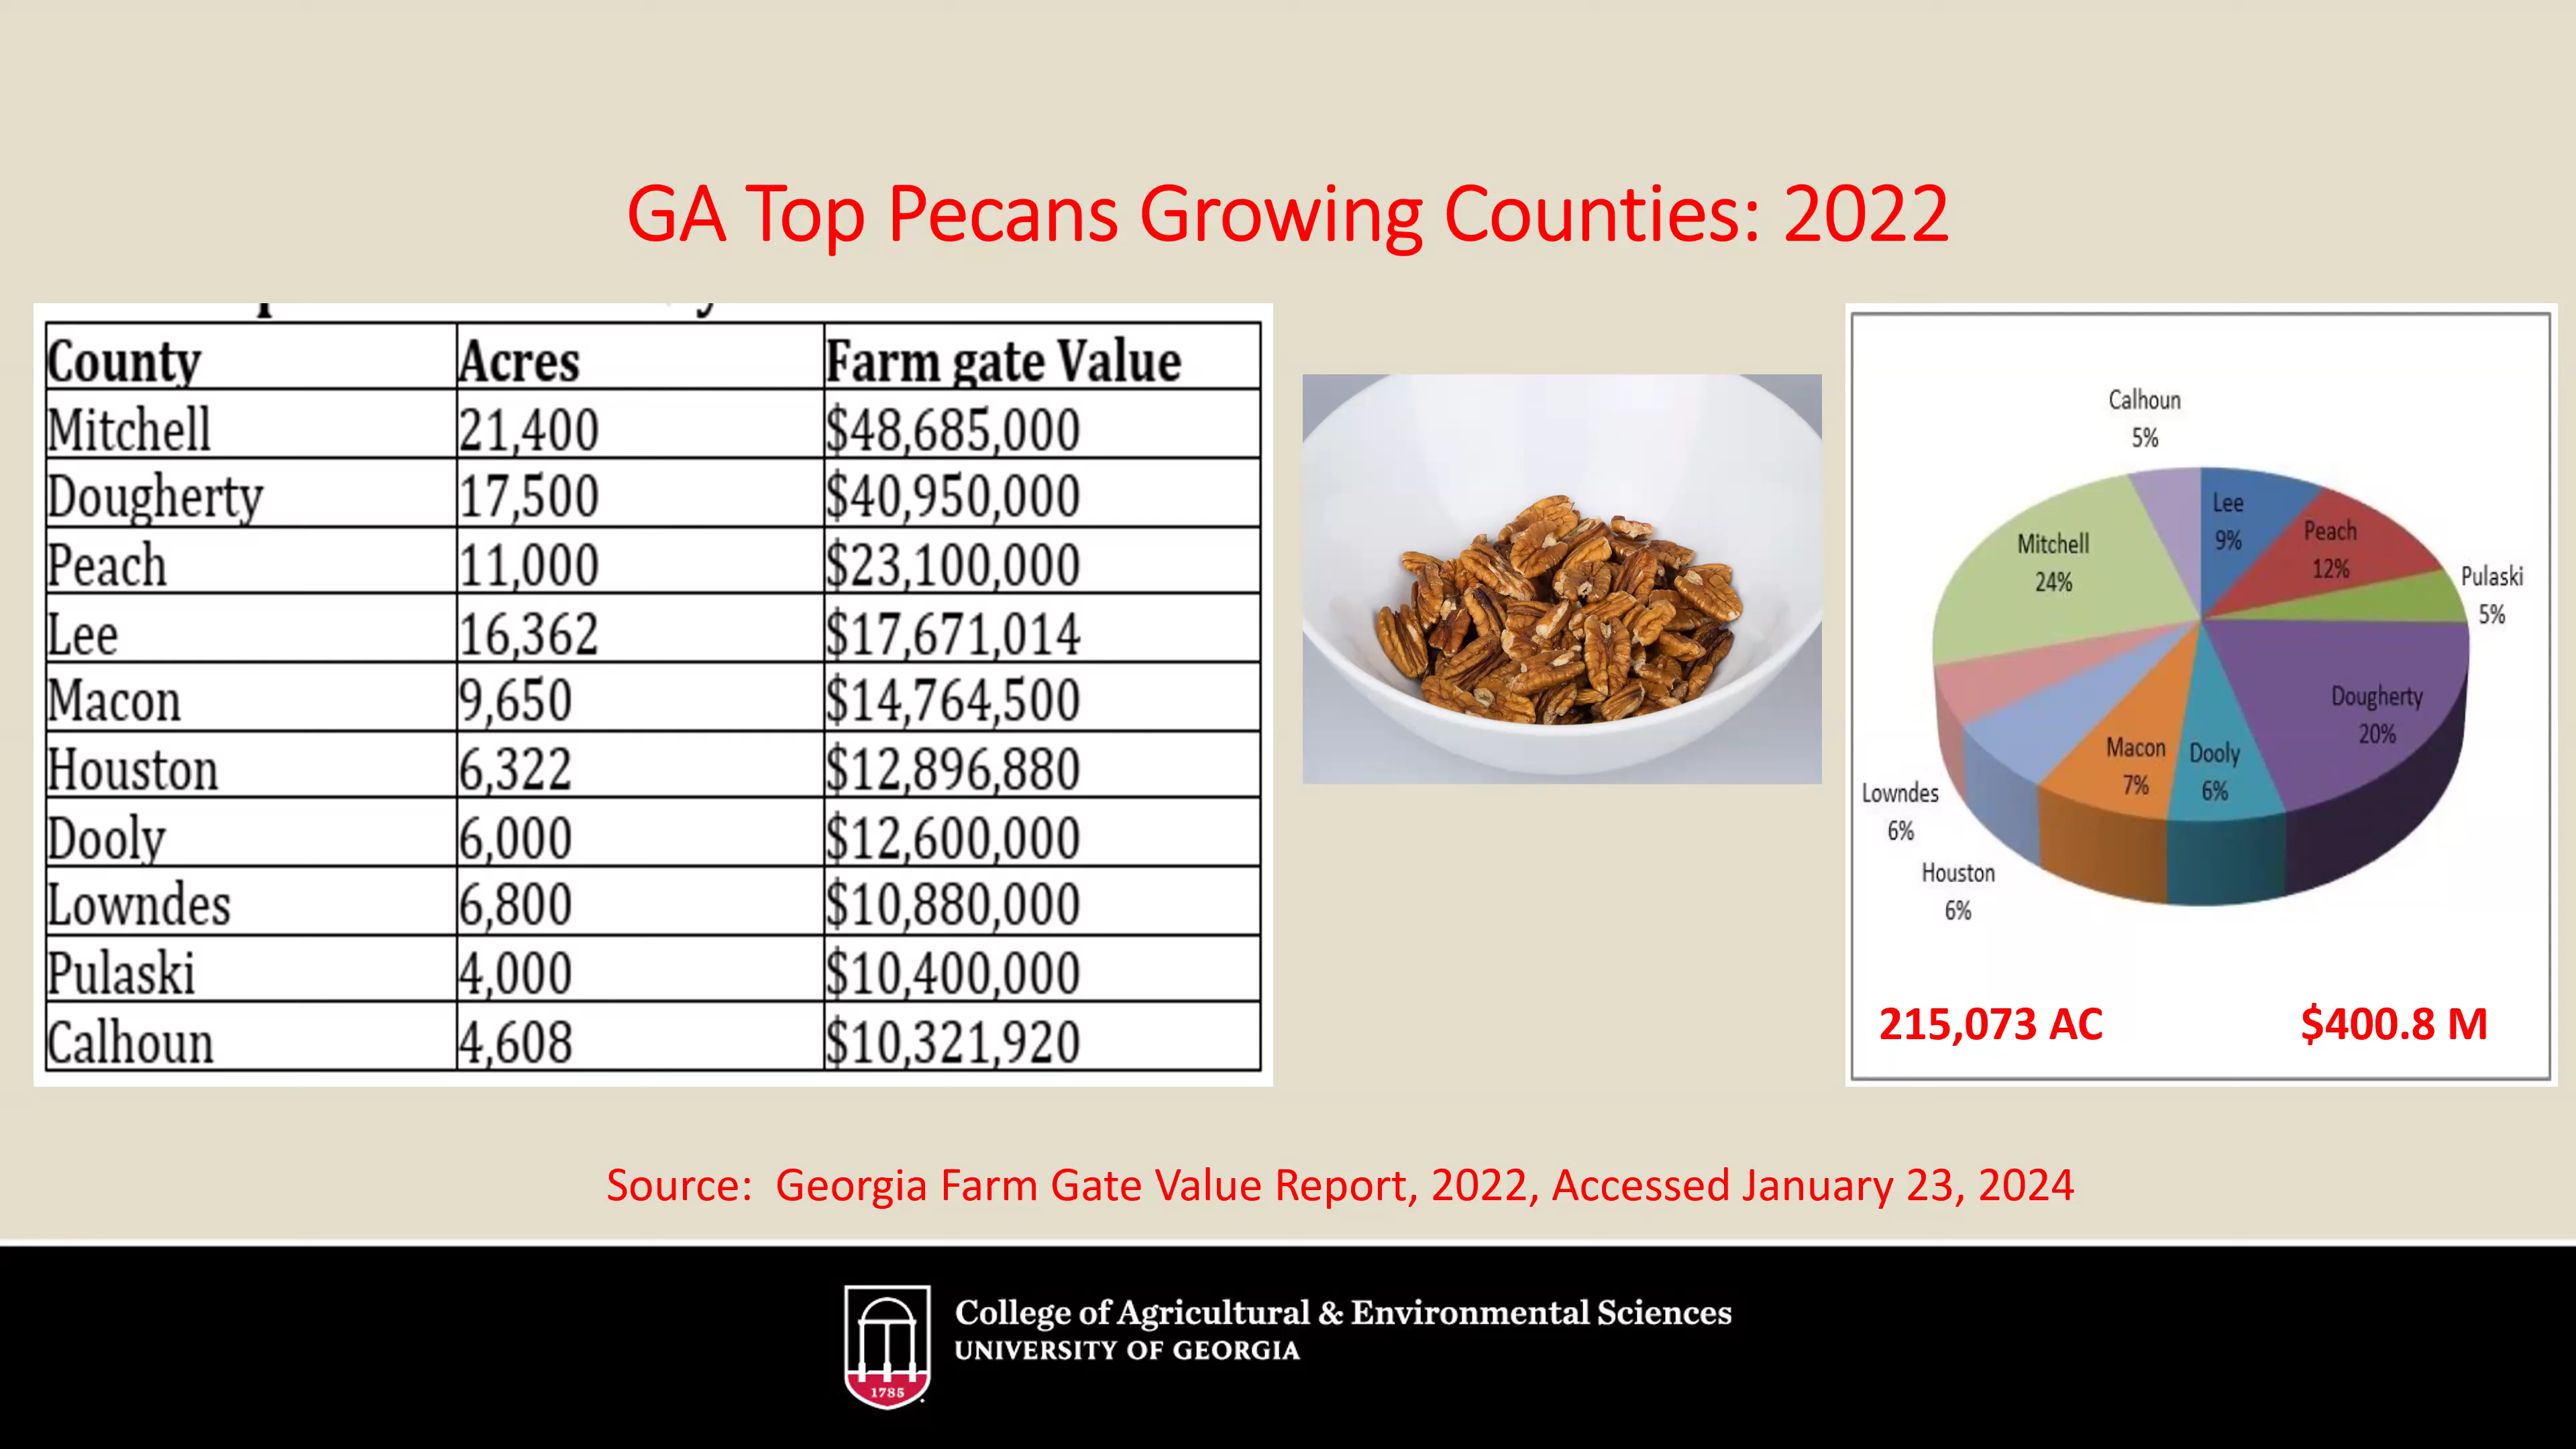 GA Top Pecans Growing Counties: 2022
County Acres Farm gate Value
Mitchell 21,400 $48,685,000
Dougherty 17,500 $40,950,000
Peach 11,000 $23,100,000
Lee 16,362 $17,671,014
Macon 9,650 $14,764,500
Houston 6,322 $12,896,880
Dooly 6,000 $12,600,000
Lowndes 6,800 $10,880,000
Pulaski 4,000 $10,400,000
Calhoun 4,608 $10,321,920
Calhoun
5%
Lee
9%
Peach
12%
Pulaski
5%
Mitchell
24%
Dougherty
20%
Macon
7%
Dooly
6%
Lowndes
6%
Houston
6%
215,073 AC $400.8 M
Source: Georgia Farm Gate Value Report, 2022, Accessed January 23, 2024
College of Agricultural & Environmental Sciences
UNIVERSITY OF GEORGIA
1785